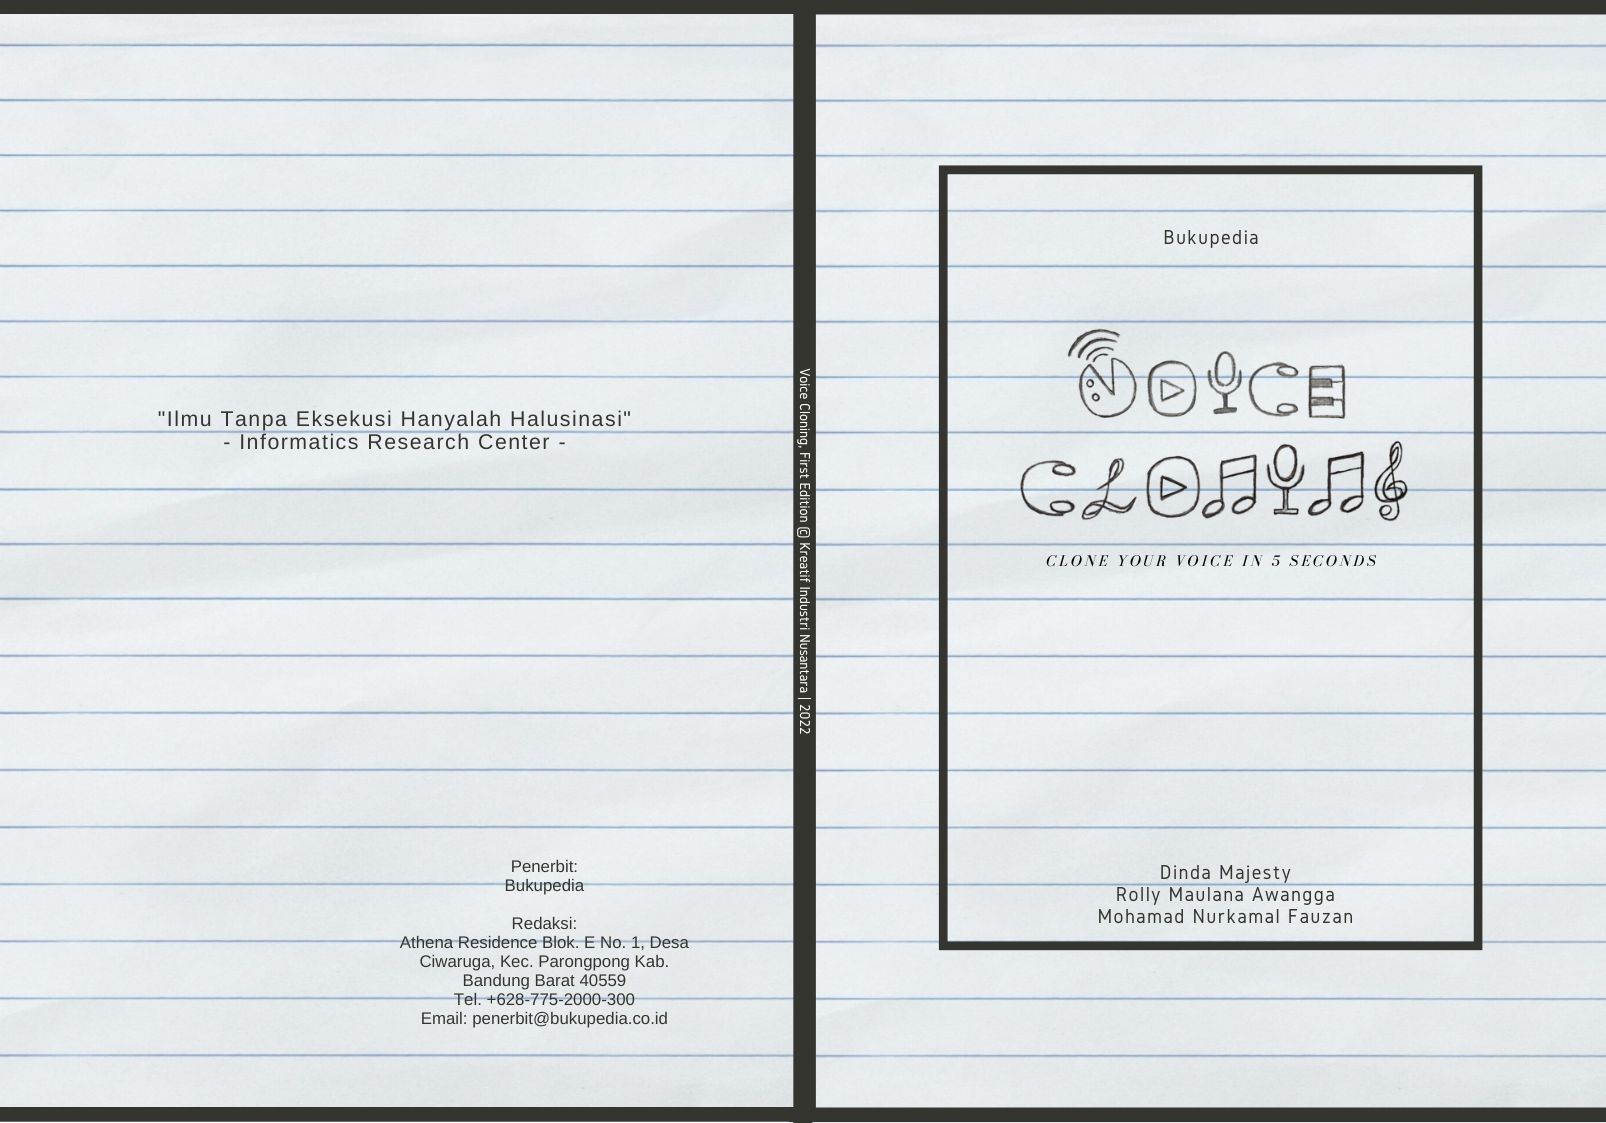 "Ilmu Tanpa Eksekusi Hanyalah Halusinasi"
- Informatics Research Center -
Penerbit:
Bukupedia
Redaksi:
Athena Residence Blok. E No. 1, Desa
Ciwaruga, Kec. Parongpong Kab.
Bandung Barat 40559
Tel. +628-775-2000-300
Email: penerbit@bukupedia.co.id
Voice Cloning, First Edition © Kreatif Industri Nusantara | 2022
Bukupedia
VOICE
CLONING
CLONE YOUR VOICE IN 5 SECONDS
Dinda Majesty
Rolly Maulana Awangga
Mohamad Nurkamal Fauzan